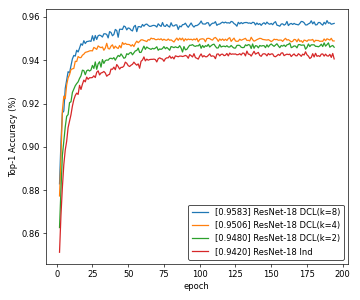 0.96
0.94
0.92
0.90
0.88
0.86
Top-1 Accuracy (%)
[0.9583] ResNet-18 DCL(k=8)
[0.9506] ResNet-18 DCL(k=4)
[0.9480] ResNet-18 DCL(k=2)
[0.9420] ResNet-18 Ind
0 25 50 75 100 125 150 175 200
epoch